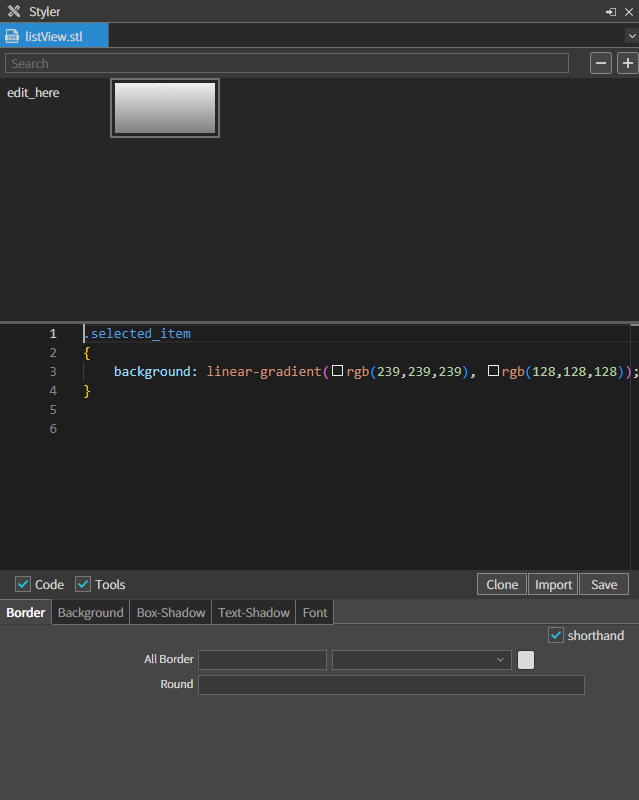 Styler
listView.stl
Search
edit_here
1 .selected_item
2 {
3 background: linear-gradient(rgb(239,239,239), rgb(128,128,128));
4 }
5
6
Code Tools Clone Import Save
Border Background Box-Shadow Text-Shadow Font
shorthand
All Border
Round